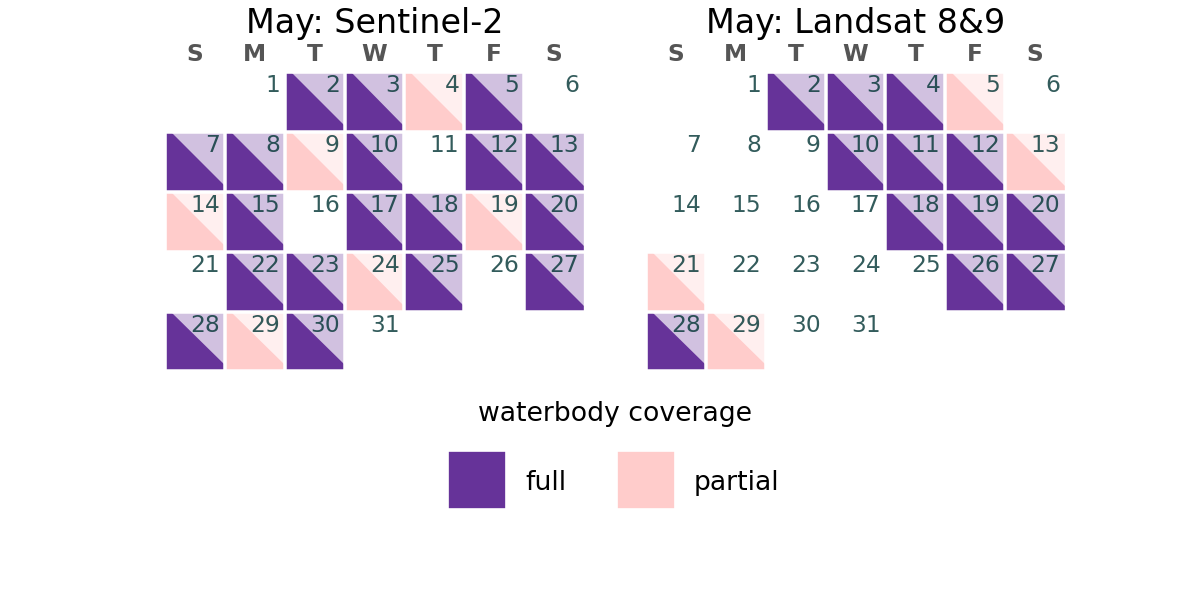 May: Sentinel-2
S M T W T F S
1 2 3 4 5 6
7 8 9 10 11 12 13
14 15 16 17 18 19 20
21 22 23 24 25 26 27
28 29 30 31
May: Landsat 8&9
S M T W T F S
1 2 3 4 5 6
7 8 9 10 11 12 13
14 15 16 17 18 19 20
21 22 23 24 25 26 27
28 29 30 31
waterbody coverage
full partial